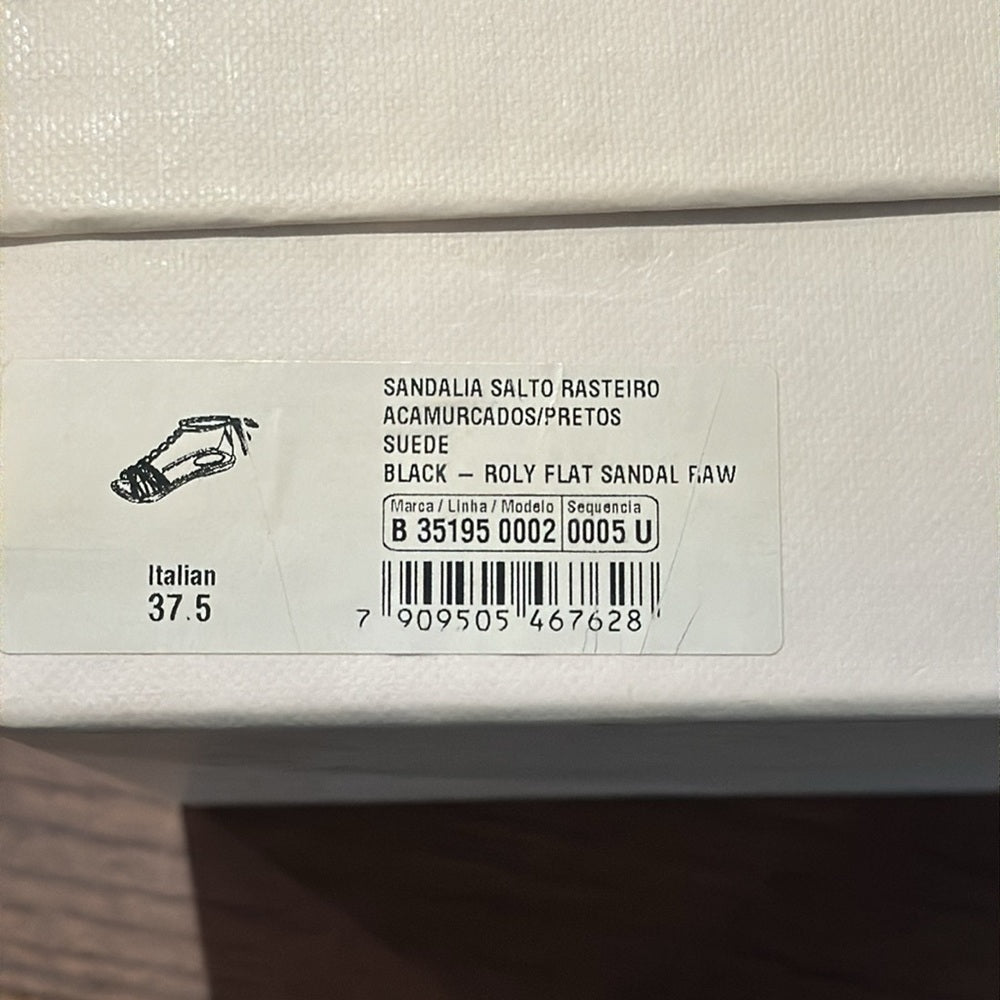 SANDALIA SALTO RASTEIRO
ACAMURCADOS/PRETOS
SUEDE
BLACK – ROLY FLAT SANDAL RAW
Marca / Linha / Modelo Sequencia
B 35195 0002 0005 U
7 909505 467628
Italian
37.5